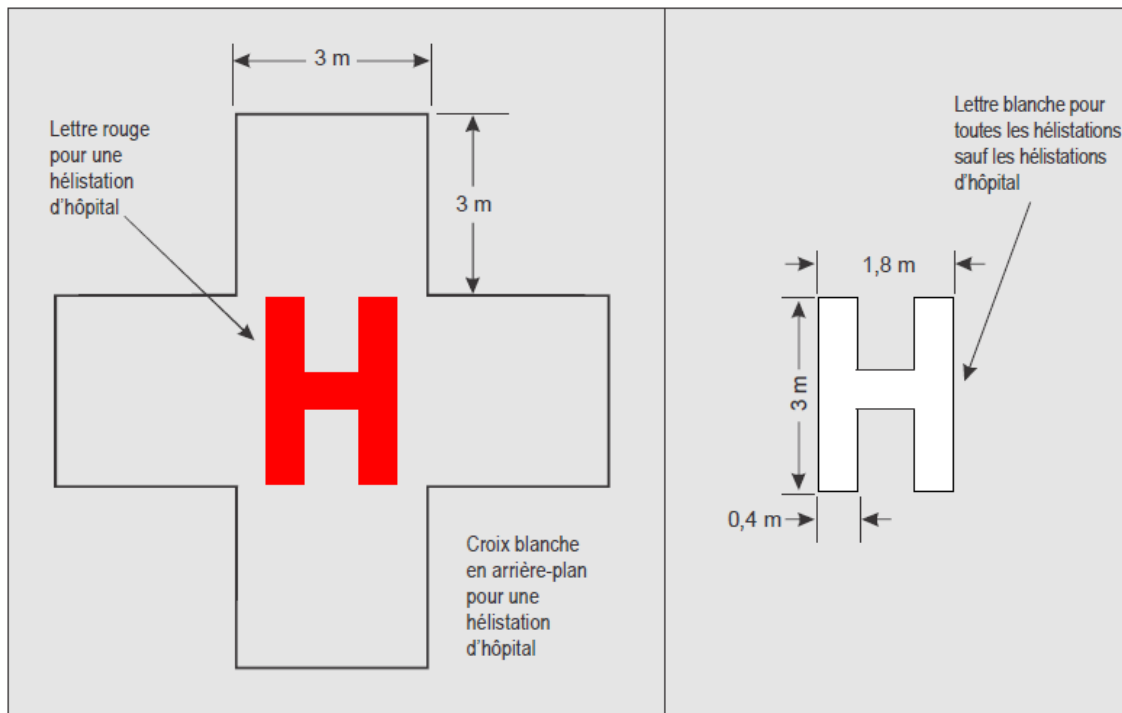 3 m
Lettre rouge
pour une
hélistation
d'hôpital
3 m
H
Croix blanche
en arrière-plan
pour une
hélistation
d'hôpital
Lettre blanche pour
toutes les hélistations
sauf les hélistations
d'hôpital
1,8 m
3 m
H
0,4 m